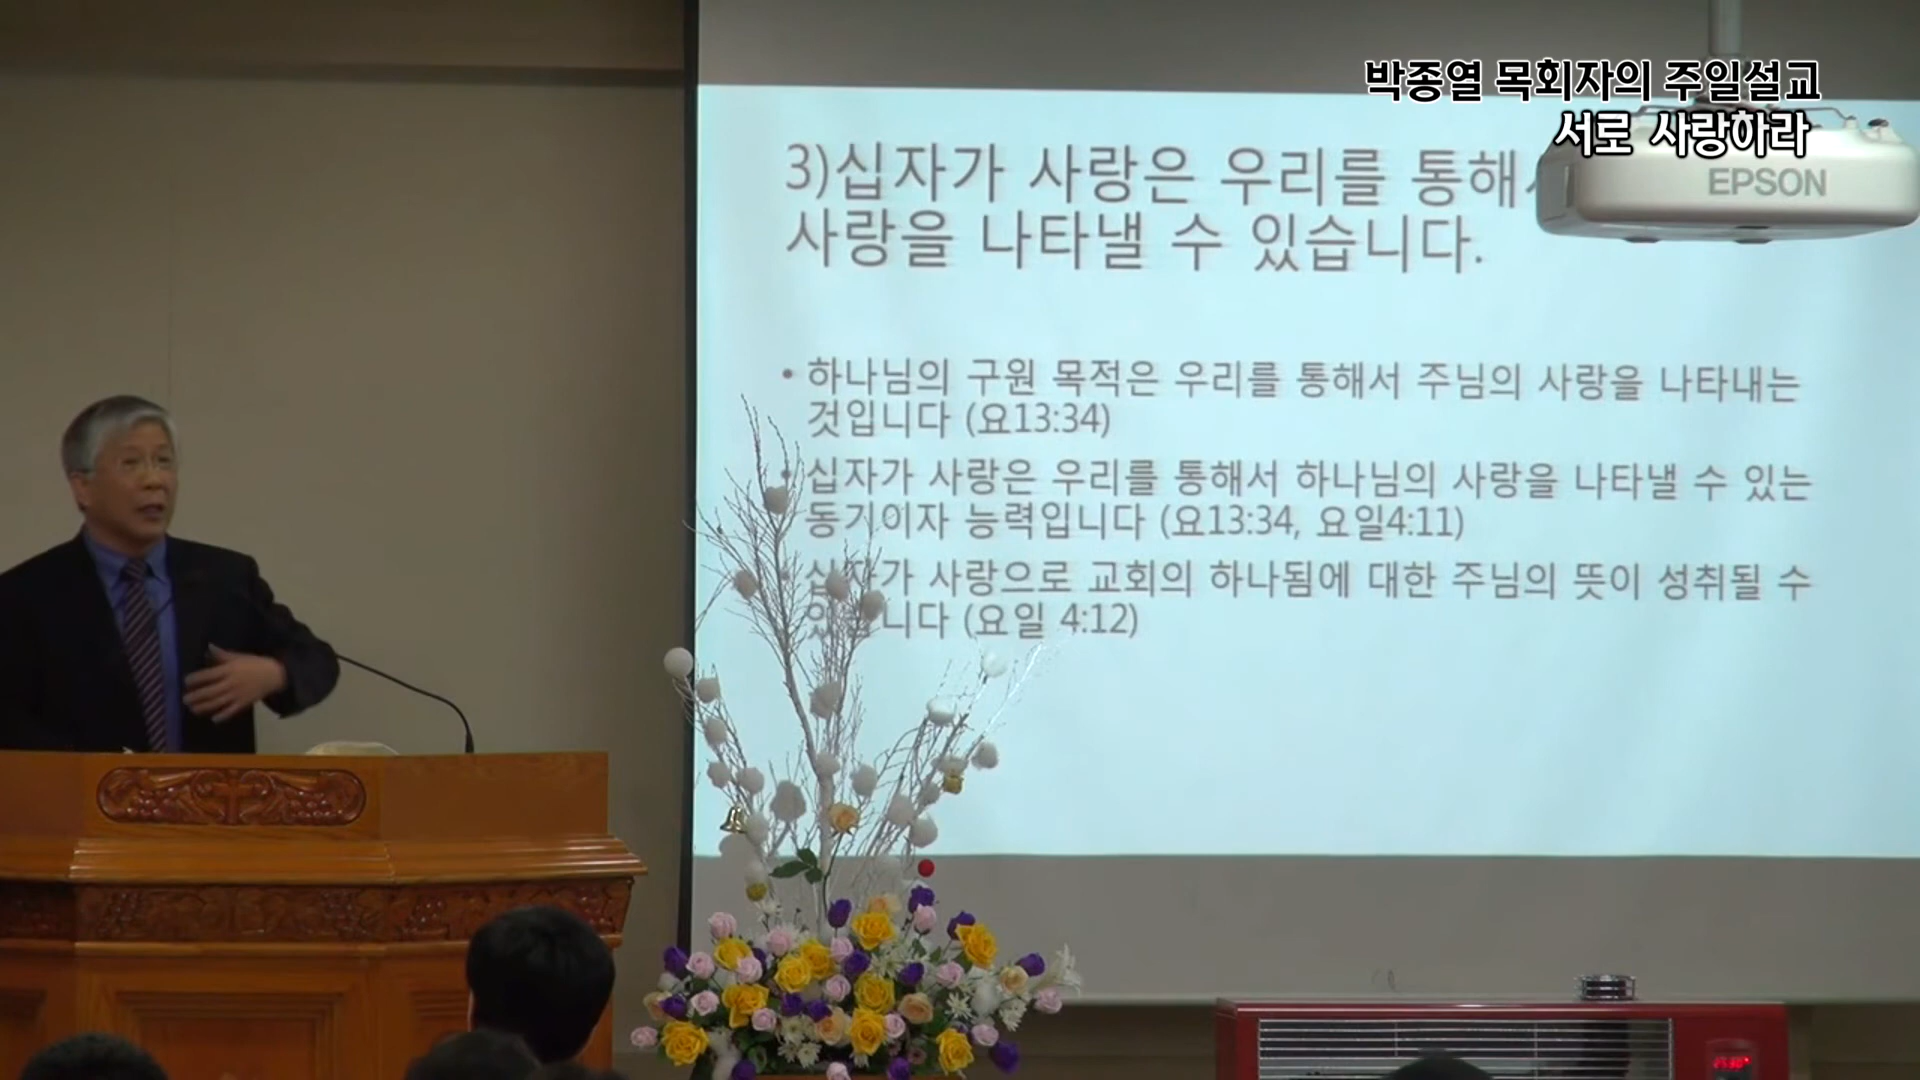 박종열 목회자의 주일설교
서로 사랑하라
EPSON
3)십자가 사랑은 우리를 통해
사랑을 나타낼 수 있습니다.
• 하나님의 구원 목적은 우리를 통해서 주님의 사랑을 나타내는
것입니다 (요13:34)
• 십자가 사랑은 우리를 통해서 하나님의 사랑을 나타낼 수 있는
동기이자 능력입니다 (요13:34, 요일4:11)
십자가 사랑으로 교회의 하나됨에 대한 주님의 뜻이 성취될 수
있습니다 (요일 4:12)